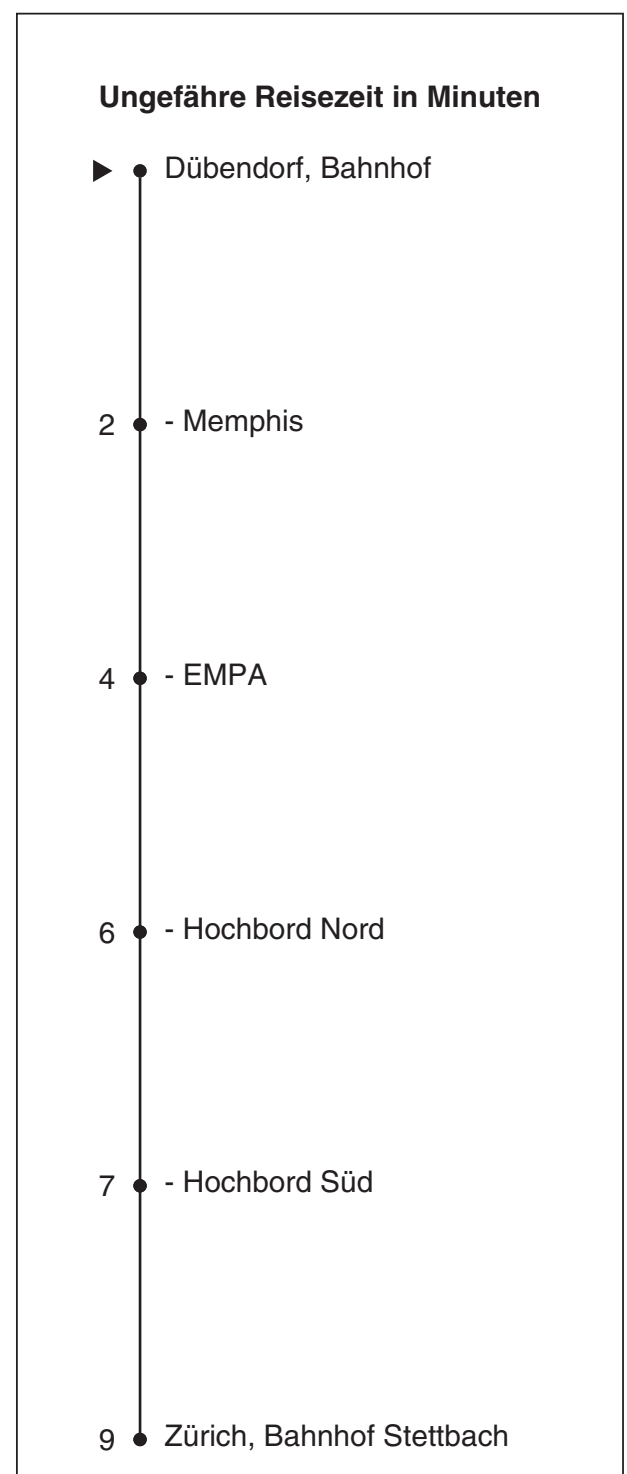 Ungefähre Reisezeit in Minuten
Dübendorf, Bahnhof
2 - Memphis
4 - EMPA
6 - Hochbord Nord
7 - Hochbord Süd
9 Zürich, Bahnhof Stettbach